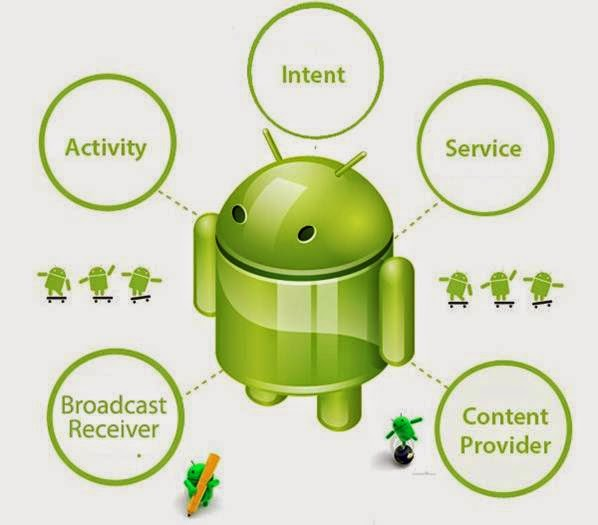 Intent
Activity
Service
Broadcast
Receiver
Content
Provider